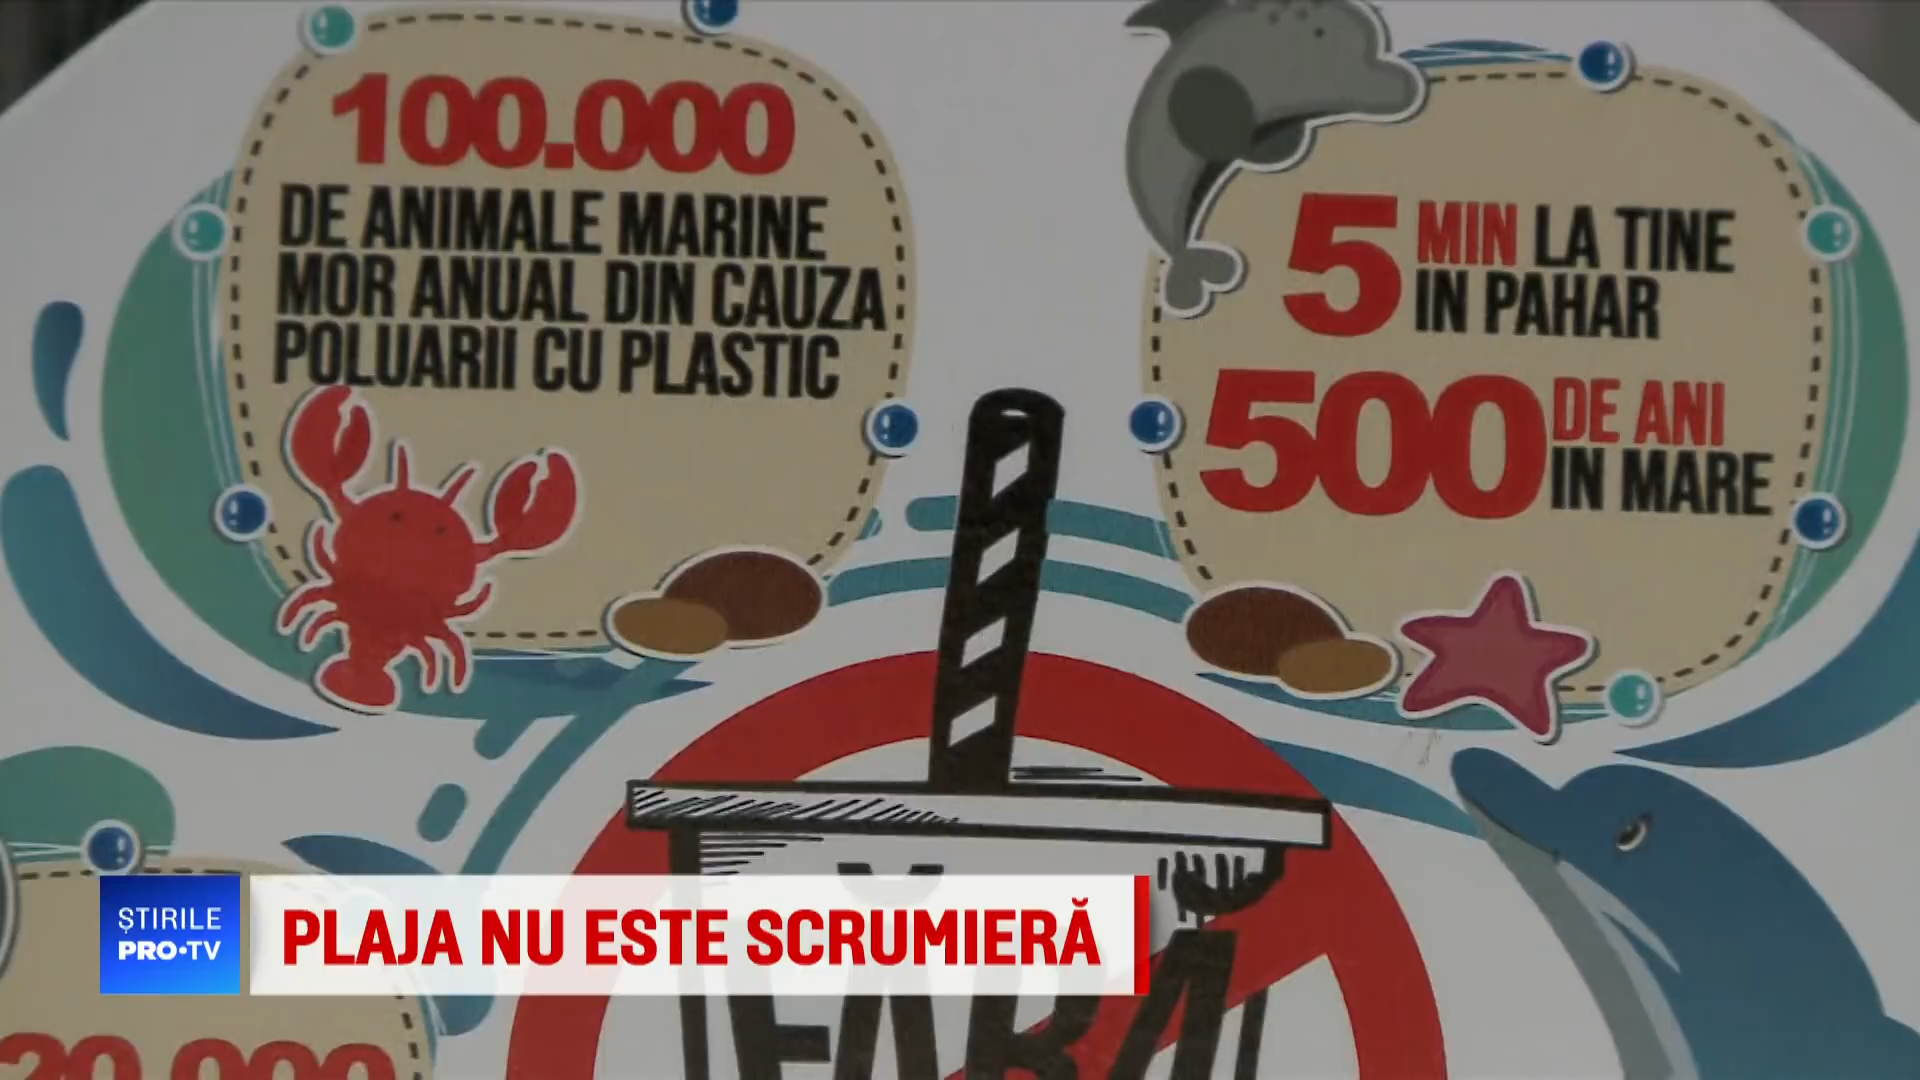 100.000
DE ANIMALE MARINE
MOR ANUAL DIN CAUZA
POLUARII CU PLASTIC
5 MIN LA TINE
IN PAHAR
500 DE ANI
IN MARE
FĂRĂ
ȘTIRILE
PRO•TV
PLAJA NU ESTE SCRUMIERĂ